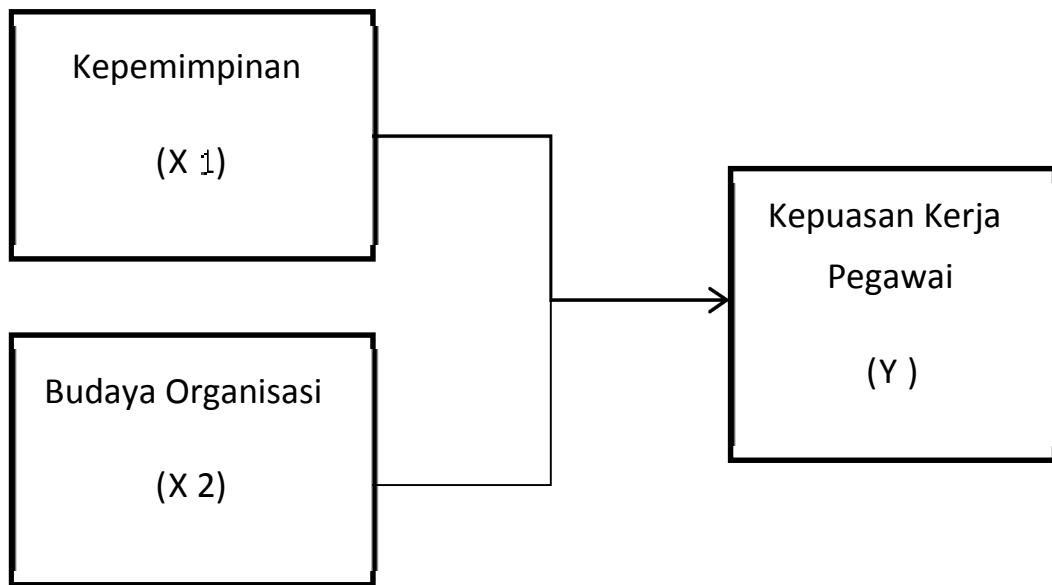 Kepemimpinan
(X 1)
Budaya Organisasi
(X 2)
Kepuasan Kerja
Pegawai
(Y )